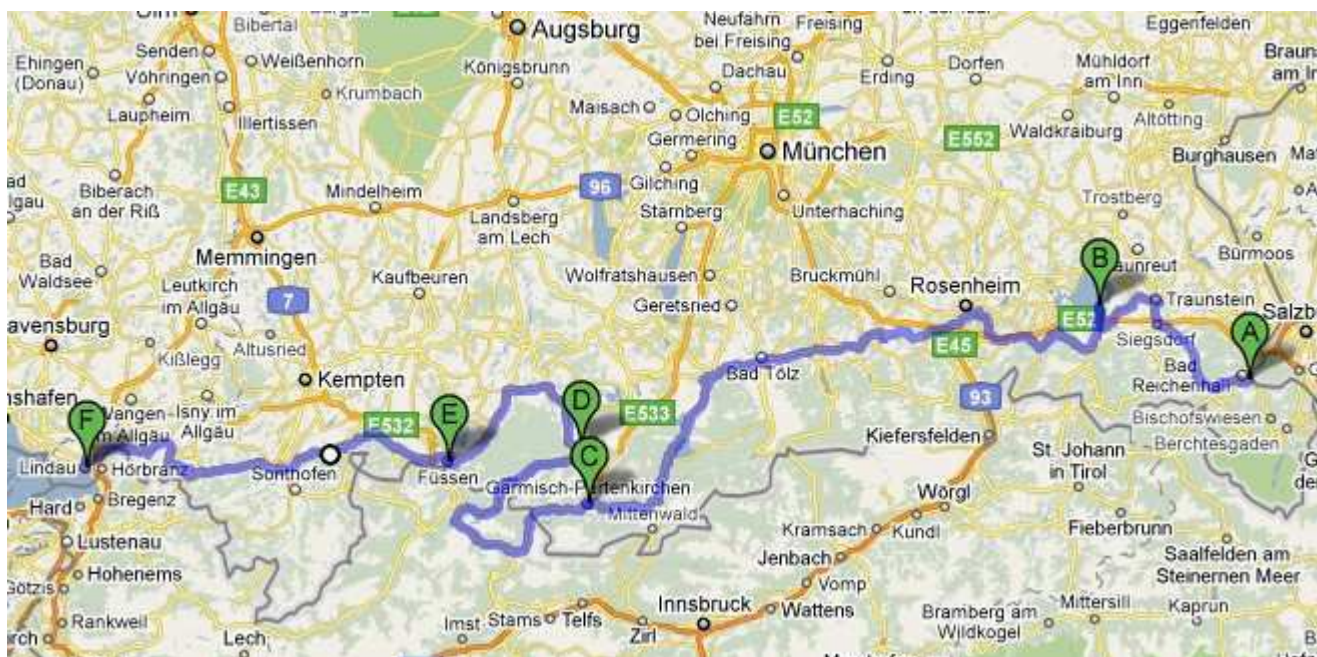 Bibertal
Senden
Weißenhorn
Ehingen
(Donau)
Vöhringen
Krumbach
Laupheim
Illertissen
Biberach
an der Riß
E43
Mindelheim
Memmingen
Augsburg
Königsbrunn
Neufahrn
bei Freising
Freising
Dachau
Maisach
Olching
E52
Erding
Dorfen
Mühldorf
am Inn
Eggenfelden
Germering
München
E552
Waldkraiburg
Altötting
Burghausen
96
Gilching
Landsberg
am Lech
Starnberg
Unterhaching
Trostberg
Bürmoos
Bad
Waldsee
Leutkirch
im Allgäu
7
Kaufbeuren
Wolfratshausen
Bruckmühl
B
Geretsried
Rosenheim
Traunstein
Altusried
Kißlegg
E45
Siegsdorf
A
Bad Tölz
Bad
Reichenhall
Kempten
Wangen
im Allgäu
Isny im
Allgäu
E532
E
D
E533
93
Bischofswiesen
Berchtesgaden
F
Kiefersfelden
St. Johann
in Tirol
Lindau
Hörbranz
Sonthofen
Füssen
C
Garmisch-Partenkirchen
Hard
Bregenz
Mittenwald
Wörgl
Kramsach
Kundl
Fieberbrunn
Lustenau
Jenbach
Saalfelden am
Steinernen Meer
Hohenems
Götzis
Vomp
Rankweil
Innsbruck
Wattens
Mittersill
Kaprun
Imst
Stams
Telfs
Zirl
Bramberg am
Wildkogel
Lech